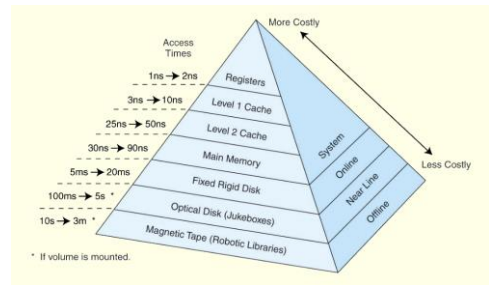 More Costly
Access
Times
1ns → 2ns
Registers
3ns → 10ns
Level 1 Cache
25ns → 50ns
Level 2 Cache
30ns → 90ns
Main Memory
5ms → 20ms
Fixed Rigid Disk
100ms → 5s *
Optical Disk (Jukeboxes)
10s → 3m *
Magnetic Tape (Robotic Libraries)
System
Online
Near Line
Offline
Less Costly
* If volume is mounted.